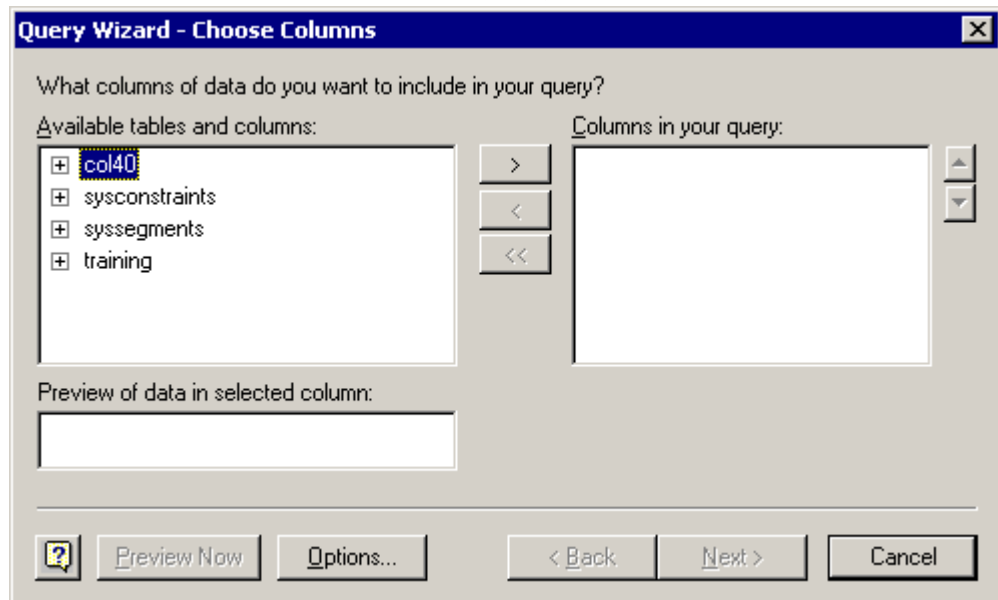 Query Wizard - Choose Columns
What columns of data do you want to include in your query?
Available tables and columns:
Columns in your query:
col40
sysconstraints
syssegments
training
>
<
<<
Preview of data in selected column:
?
Preview Now
Options...
< Back
Next >
Cancel